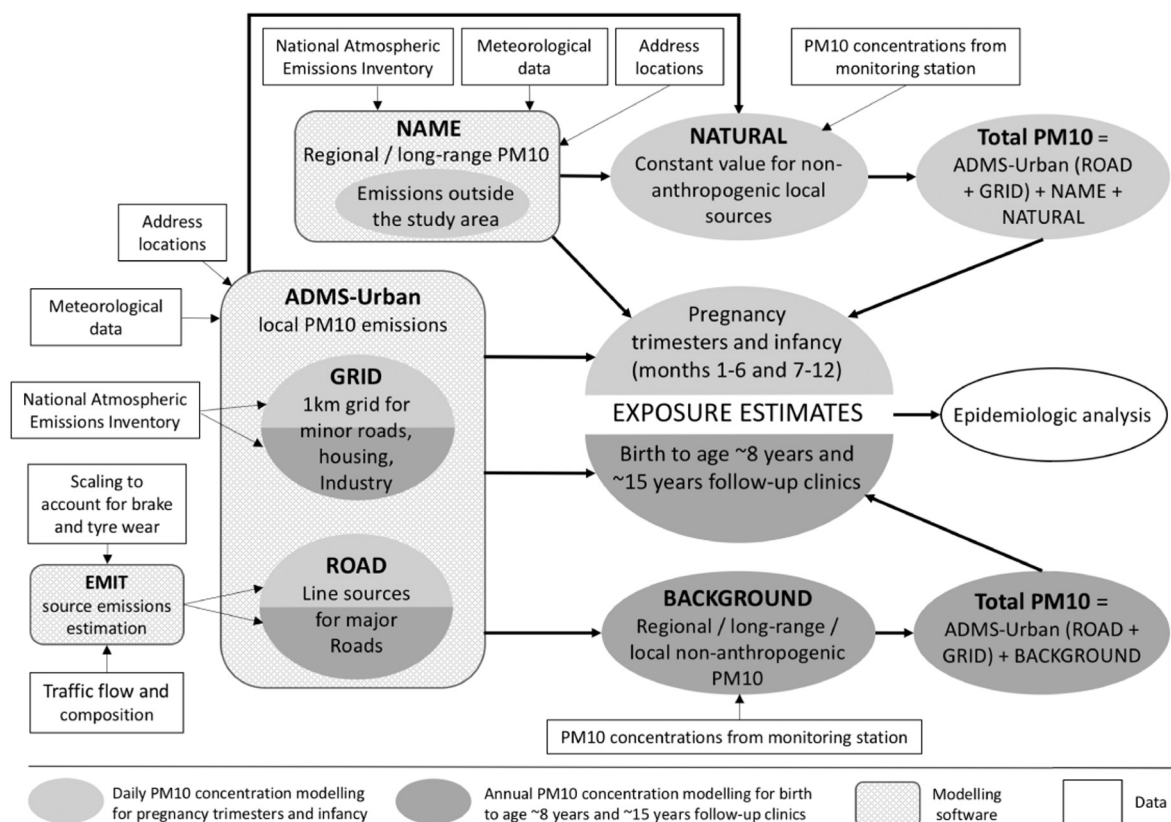 National Atmospheric
Emissions Inventory
Meteorological
data
Address
locations
PM10 concentrations from
monitoring station
NAME
Regional / long-range PM10
Emissions outside
the study area
NATURAL
Constant value for non-
anthropogenic local
sources
Total PM10 =
ADMS-Urban (ROAD
+ GRID) + NAME +
NATURAL
Address
locations
Meteorological
data
National Atmospheric
Emissions Inventory
Scaling to
account for brake
and tyre wear
EMIT
source emissions
estimation
Traffic flow and
composition
ADMS-Urban
local PM10 emissions
GRID
1km grid for
minor roads,
housing,
Industry
ROAD
Line sources
for major
Roads
Pregnancy
trimesters and infancy
(months 1-6 and 7-12)
EXPOSURE ESTIMATES
Birth to age ~8 years and
~15 years follow-up clinics
Epidemiologic analysis
BACKGROUND
Regional / long-range /
local non-anthropogenic
PM10
Total PM10 =
ADMS-Urban (ROAD +
GRID) + BACKGROUND
PM10 concentrations from monitoring station
Daily PM10 concentration modelling
for pregnancy trimesters and infancy
Annual PM10 concentration modelling for birth
to age ~8 years and ~15 years follow-up clinics
Modelling
software
Data